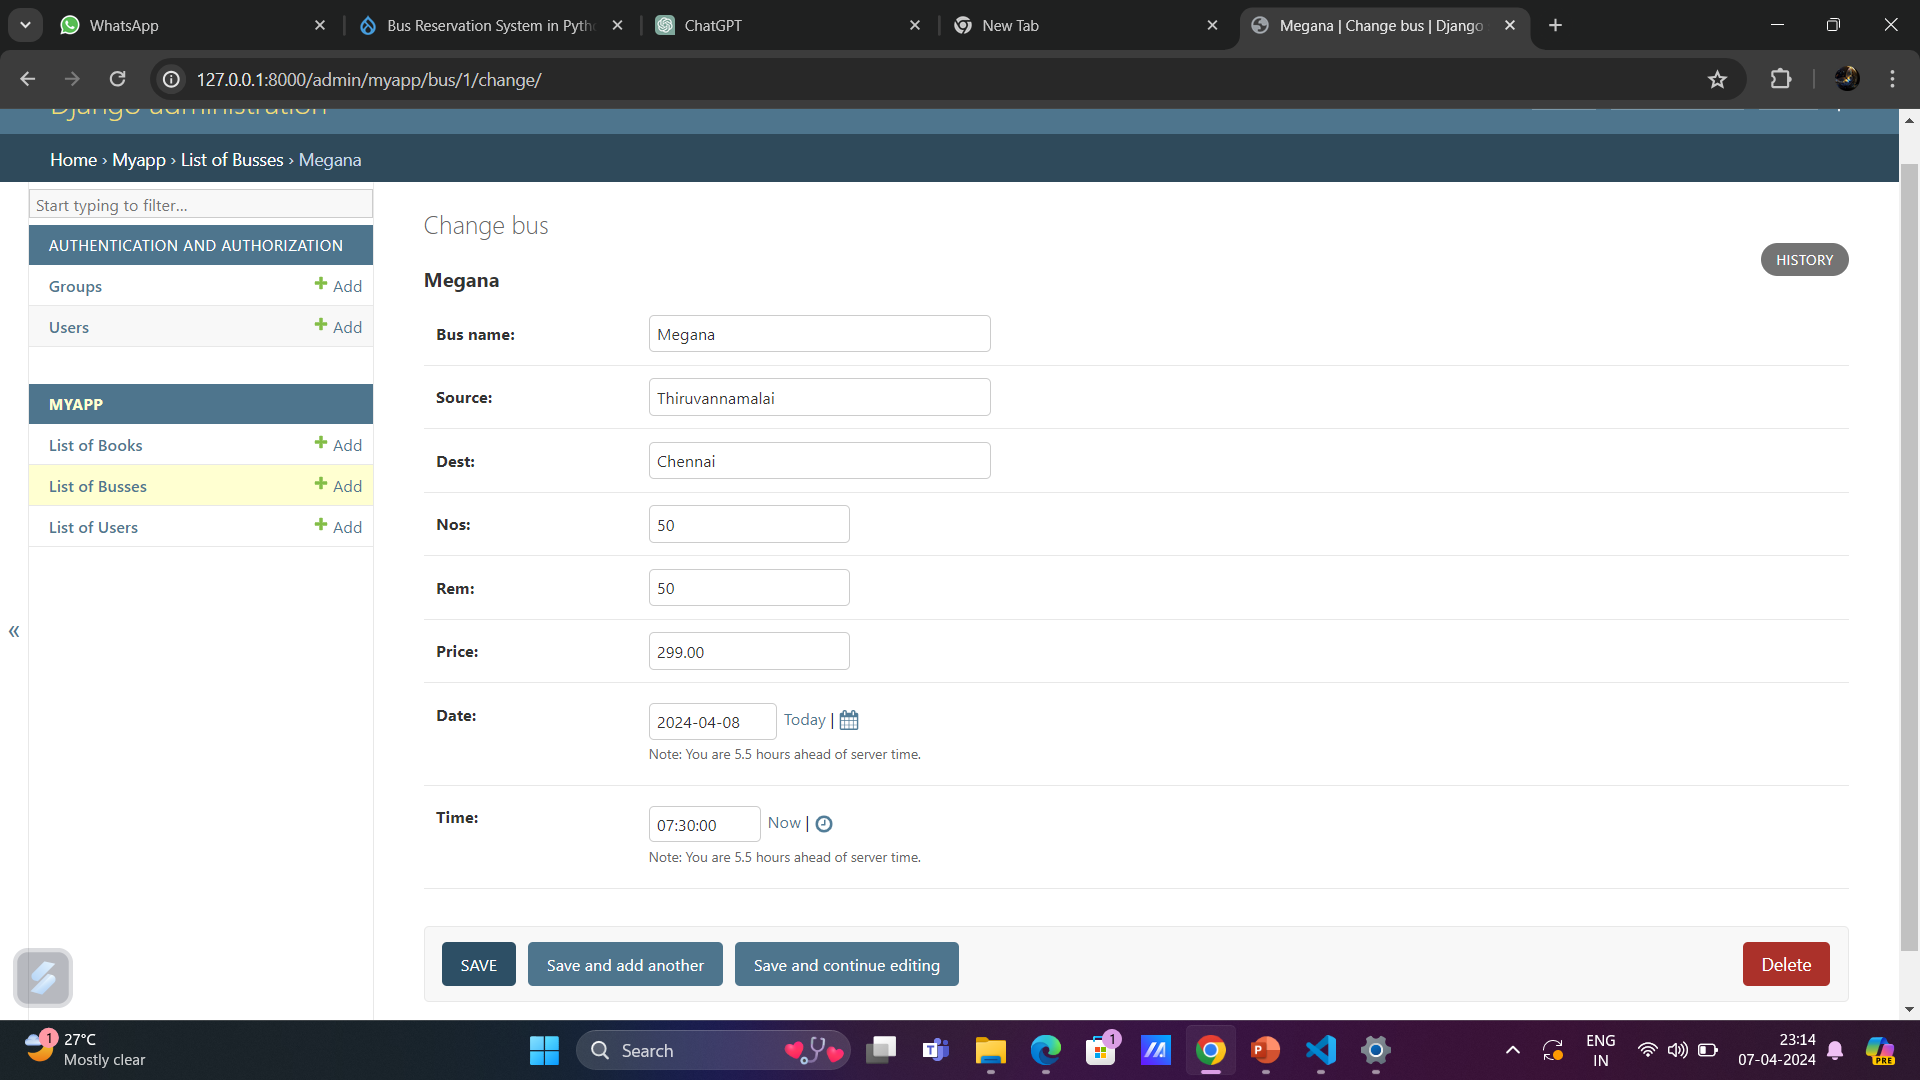 WhatsApp
Bus Reservation System in Pyth
ChatGPT
New Tab
Megana | Change bus | Django
127.0.0.1:8000/admin/myapp/bus/1/change/
Django administration
Home › Myapp › List of Busses › Megana
Start typing to filter...
AUTHENTICATION AND AUTHORIZATION
Groups
Add
Users
Add
MYAPP
List of Books
Add
List of Busses
Add
List of Users
Add
«
Change bus
HISTORY
Megana
Bus name:
Megana
Source:
Thiruvannamalai
Dest:
Chennai
Nos:
50
Rem:
50
Price:
299.00
Date:
2024-04-08
Today |
Note: You are 5.5 hours ahead of server time.
Time:
07:30:00
Now |
Note: You are 5.5 hours ahead of server time.
SAVE
Save and add another
Save and continue editing
Delete
1
27°C
Mostly clear
Search
1
ENG
IN
23:14
07-04-2024
PRE